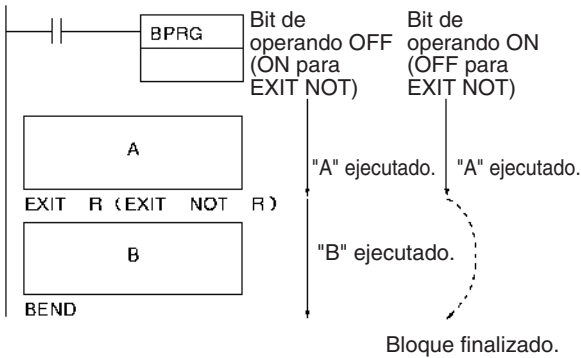 BPRG
Bit de
operando OFF
(ON para
EXIT NOT)
Bit de
operando ON
(OFF para
EXIT NOT)
A
"A" ejecutado.
"A" ejecutado.
EXIT R (EXIT NOT R)
B
"B" ejecutado.
BEND
Bloque finalizado.